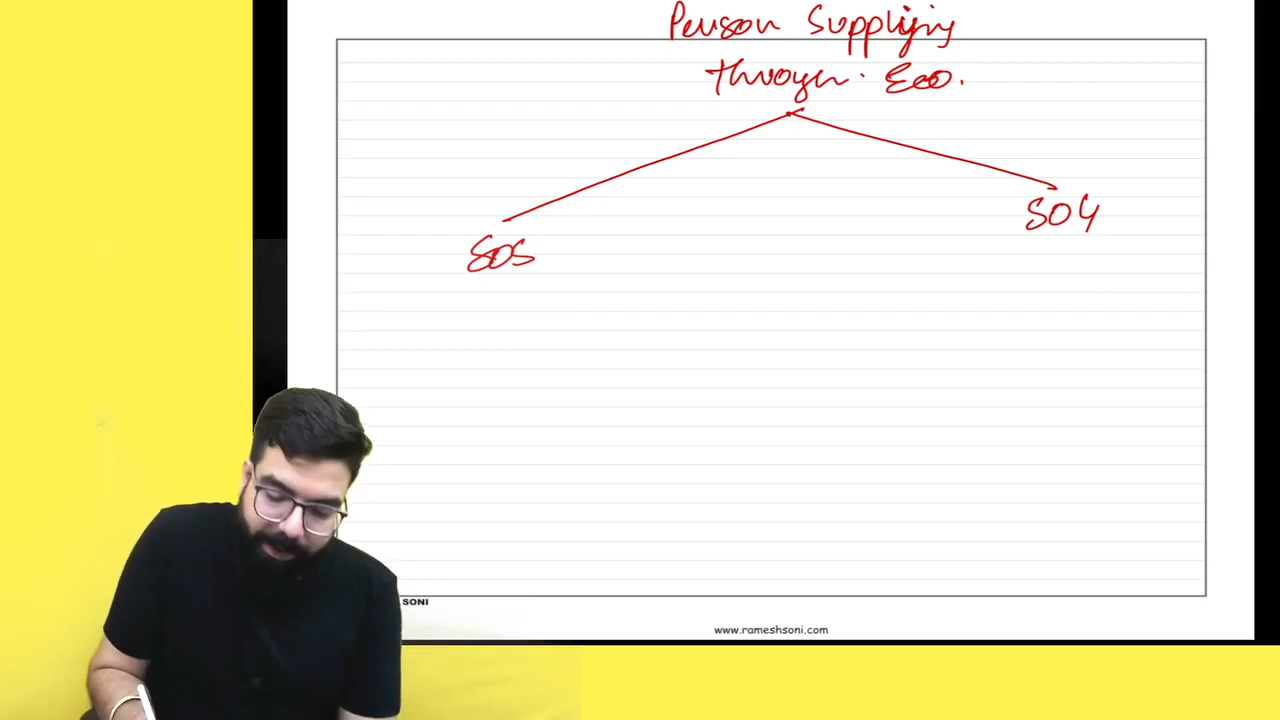 Person Supplying
through. Eco.
SOS
SO4
SONI
www.rameshsoni.com